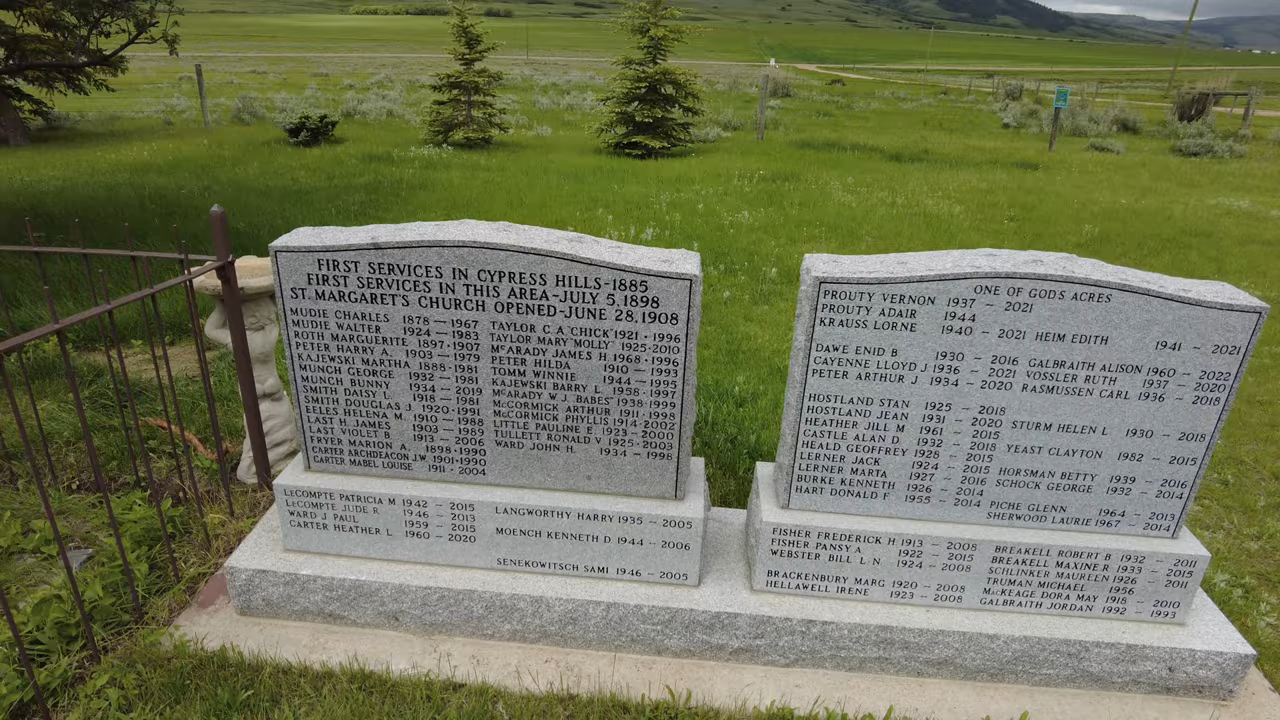 FIRST SERVICES IN CYPRESS HILLS-1885
FIRST SERVICES IN THIS AREA-JULY 5, 1898
ST. MARGARET'S CHURCH OPENED-JUNE 28, 1908
MUDIE CHARLES 1878-1967
MUDIE WALTER 1924-1983
ROTH MARGUERITE 1897-1907
PETER HARRY A. 1903-1979
KAJEWSKI MARTHA 1888-1981
MUNCH GEORGE 1932-1981
MUNCH BUNNY 1934-2019
SMITH DAISY L. 1918-1985
SMITH DOUGLAS J. 1920-1991
EELES HELENA M. 1910-1988
LAST H. JAMES 1903-1989
LAST VIOLET B. 1913-2006
FRYER MARION A. 1898-1990
CARTER ARCHDEACON J.W. 1901-1990
CARTER MABEL LOUISE 1911-2004
TAYLOR C.A. "CHICK" 1921-1996
TAYLOR MARY "MOLLY" 1925-2010
McARADY JAMES H. 1968-1996
PETER HILDA 1910-1993
TOMM WINNIE 1944-1995
KAJEWSKI BARRY L. 1958-1997
McARADY W.J. "BABES" 1938-1999
McCORMICK ARTHUR 1911-1999
McCORMICK PHYLLIS 1914-2002
LITTLE PAULINE E. 1923-2000
TULLETT RONALD V. 1925-2003
WARD JOHN H. 1934-1998
LECOMPTE PATRICIA M 1942-2015
LECOMPTE JUDE R 1946-2013
WARD J PAUL 1959-2015
CARTER HEATHER L 1960-2020
LANGWORTHY HARRY 1935-2005
MOENCH KENNETH D 1944-2006
SENEKOWITSCH SAMI 1946-2005
ONE OF GOD'S ACRES
PROUTY VERNON 1937 - 2021
PROUTY ADAIR 1944
KRAUSS LORNE 1940 - 2021 HEIM EDITH 1941 - 2021
DAWE ENID B 1930 - 2016 GALBRAITH ALISON 1960 - 2022
CAYENNE LLOYD J 1936 - 2021 VOSSLER RUTH 1937 - 2020
PETER ARTHUR J 1934 - 2020 RASMUSSEN CARL 1936 - 2018
HOSTLAND STAN 1925 - 2018
HOSTLAND JEAN 1931 - 2020 STURM HELEN L 1930 - 2018
HEATHER JILL M 1961 - 2015
CASTLE ALAN D 1932 - 2018 YEAST CLAYTON 1982 - 2015
HEALD GEOFFREY 1928 - 2015
LERNER JACK 1924 - 2015 HORSMAN BETTY 1939 - 2016
LERNER MARTA 1927 - 2016 SCHOCK GEORGE 1932 - 2014
BURKE KENNETH 1926 - 2014
HART DONALD F 1955 - 2014 PICHE GLENN 1964 - 2013
SHERWOOD LAURIE 1967 - 2014
FISHER FREDERICK H 1913 - 2008
FISHER PANSY A 1922 - 2015
WEBSTER BILL L N 1924 - 2008
BRACKENBURY MARG 1920 - 2008
HELLAWELL IRENE 1923 - 2008
BREAKELL ROBERT B 1932 - 2011
BREAKELL MAXINE R 1933 - 2015
SCHLINKER MAUREEN 1926 - 2011
TRUMAN MICHAEL 1956
MacKEAGE DORA MAY 1918 - 2010
GALBRAITH JORDAN 1992 - 1993